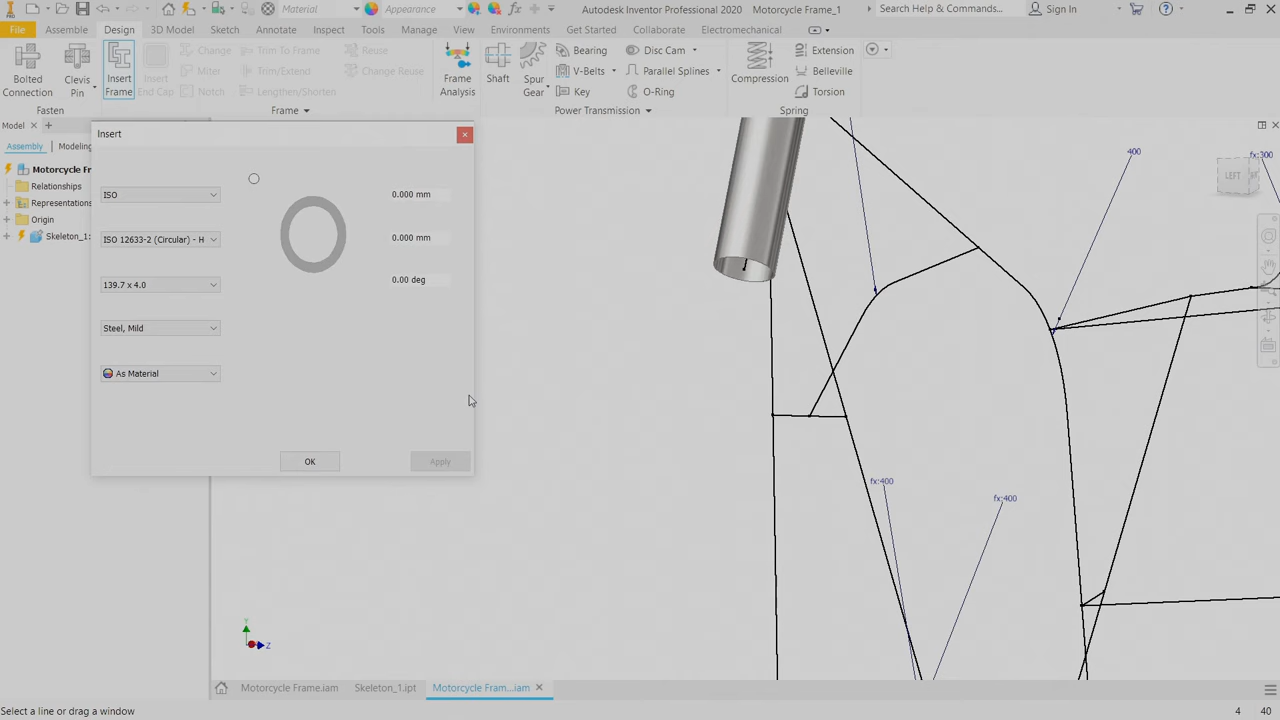 Material
Appearance
fx
Autodesk Inventor Professional 2020
Motorcycle Frame_1
Search Help & Commands...
Sign In
File
Assemble
Design
3D Model
Sketch
Annotate
Inspect
Tools
Manage
View
Environments
Get Started
Collaborate
Electromechanical
Bolted Connection
Clevis Pin
Insert Frame
Insert End Cap
Change
Miter
Notch
Trim To Frame
Trim/Extend
Lengthen/Shorten
Reuse
Change Reuse
Frame Analysis
Shaft
Spur Gear
Bearing
V-Belts
Key
Disc Cam
Parallel Splines
O-Ring
Compression
Extension
Belleville
Torsion
Fasten
Frame
Power Transmission
Spring
Model
Assembly
Modeling
Motorcycle Fr
Relationships
Representations
Origin
Skeleton_1:
Insert
ISO
0.000 mm
ISO 12633-2 (Circular) - H
0.000 mm
139.7 x 4.0
0.00 deg
Steel, Mild
As Material
OK
Apply
400
fx:300
LEFT
fx:400
fx:400
Y
Z
Motorcycle Frame.iam
Skeleton_1.ipt
Motorcycle Fram...iam
Select a line or drag a window
4
40